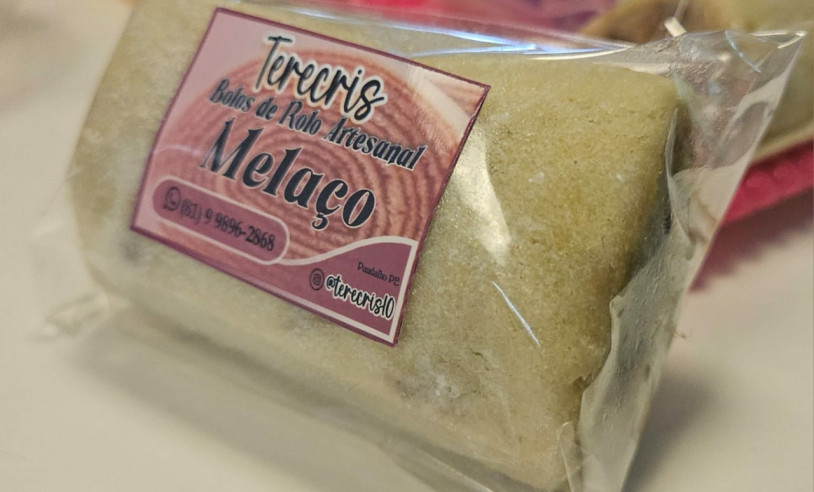 Terecris
Bolos de Rolo Artesanal
Melaço
(81) 9 9896-2868
Paudalho PE
@terecris10